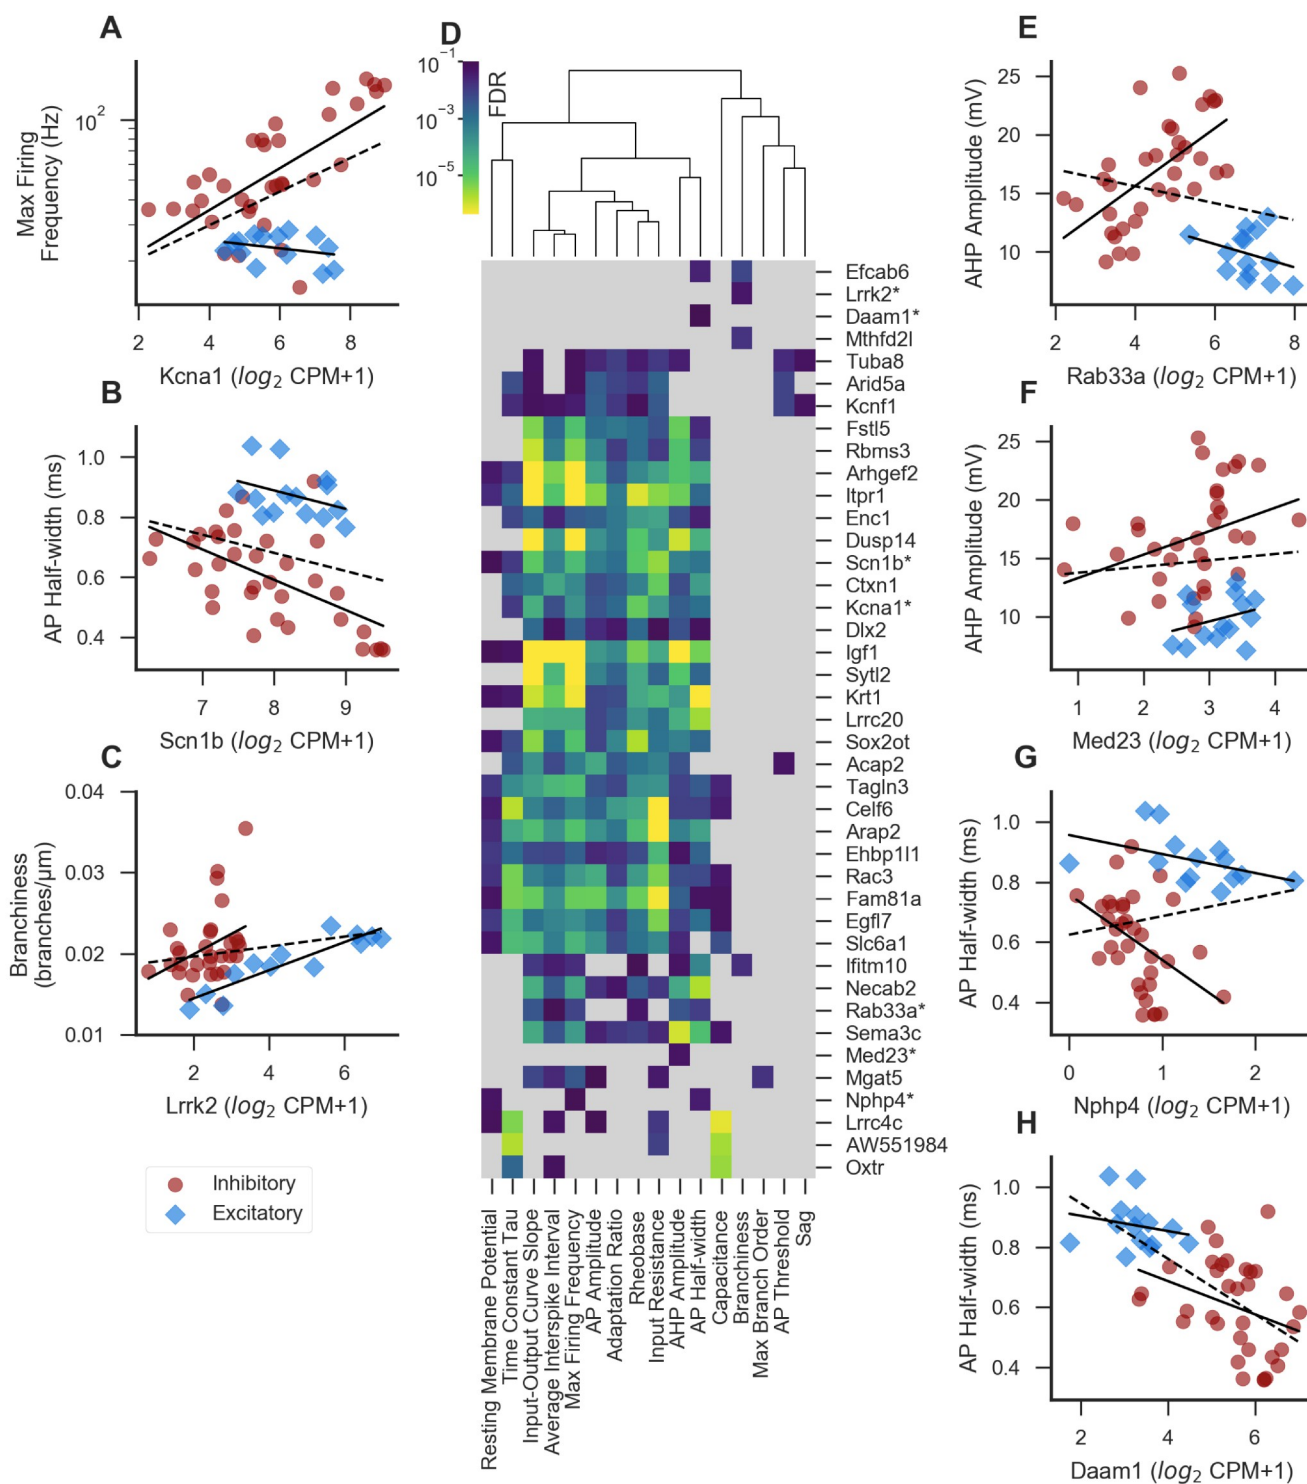 A
10²
Max Firing
Frequency (Hz)
2 4 6 8
Kcna1 (log₂ CPM+1)
B
1.0
0.8
0.6
0.4
AP Half-width (ms)
7 8 9
Scn1b (log₂ CPM+1)
C
0.04
0.03
0.02
0.01
Branchiness
(branches/μm)
2 4 6
Lrrk2 (log₂ CPM+1)
Inhibitory
Excitatory
D
10⁻¹
10⁻³
10⁻⁵
FDR
Efcab6
Lrrk2*
Daam1*
Mthfd2l
Tuba8
Arid5a
Kcnf1
Fstl5
Rbms3
Arhgef2
Itpr1
Enc1
Dusp14
Scn1b*
Ctxn1
Kcna1*
Dlx2
Igf1
Sytl2
Krt1
Lrrc20
Sox2ot
Acap2
Tagln3
Celf6
Arap2
Ehbp1l1
Rac3
Fam81a
Egfl7
Slc6a1
Ifitm10
Necab2
Rab33a*
Sema3c
Med23*
Mgat5
Nphp4*
Lrrc4c
AW551984
Oxtr
Resting Membrane Potential
Time Constant Tau
Input-Output Curve Slope
Average Interspike Interval
Max Firing Frequency
AP Amplitude
Adaptation Ratio
Rheobase
Input Resistance
AHP Amplitude
AP Half-width
Capacitance
Branchiness
Max Branch Order
AP Threshold
Sag
E
25
20
15
10
AHP Amplitude (mV)
2 4 6 8
Rab33a (log₂ CPM+1)
F
25
20
15
10
AHP Amplitude (mV)
1 2 3 4
Med23 (log₂ CPM+1)
G
1.0
0.8
0.6
0.4
AP Half-width (ms)
0 1 2
Nphp4 (log₂ CPM+1)
H
1.0
0.8
0.6
0.4
AP Half-width (ms)
2 4 6
Daam1 (log₂ CPM+1)